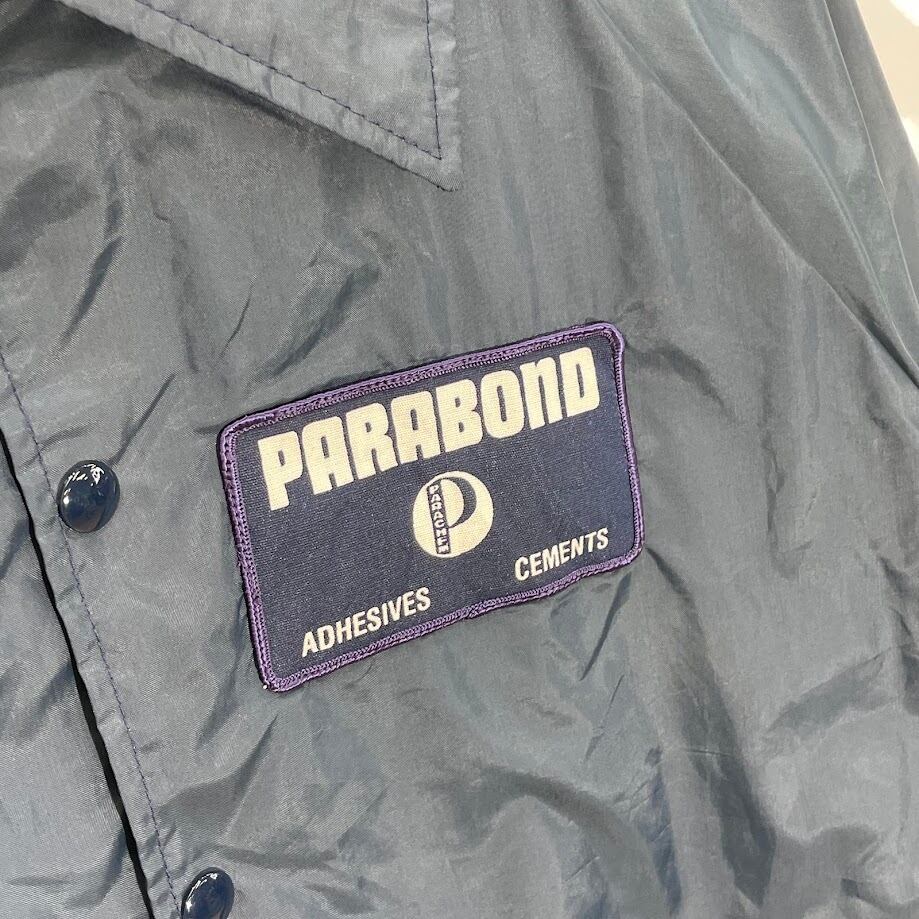 PARABOND
PARACHEM
ADHESIVES
CEMENTS